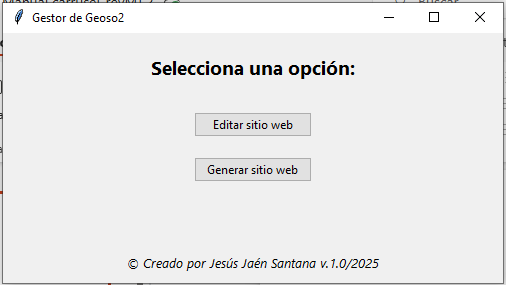 Gestor de Geoso2
Selecciona una opción:
Editar sitio web
Generar sitio web
© Creado por Jesús Jaén Santana v.1.0/2025